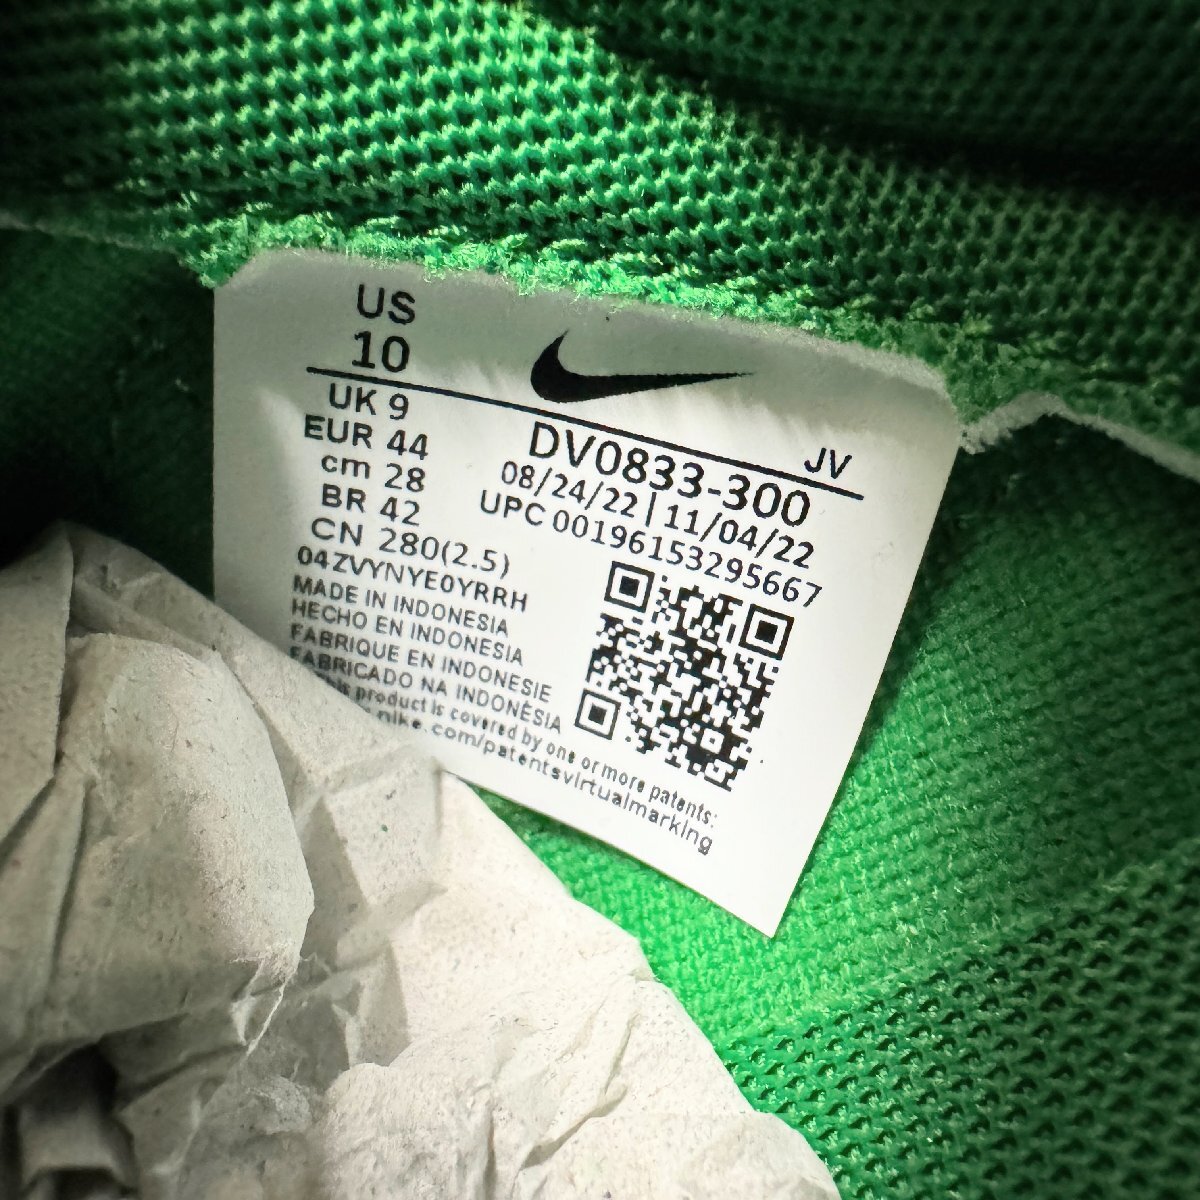 US
10
UK 9
EUR 44
cm 28
BR 42
CN 280(2.5)
04ZVYNYE0YRRH
MADE IN INDONESIA
HECHO EN INDONESIA
FABRIQUE EN INDONESIE
FABRICADO NA INDONÉSIA
This product is covered by one or more patents:
nike.com/patentsvirtualmarking
JV
DV0833-300
08/24/22 | 11/04/22
UPC 00196153295667